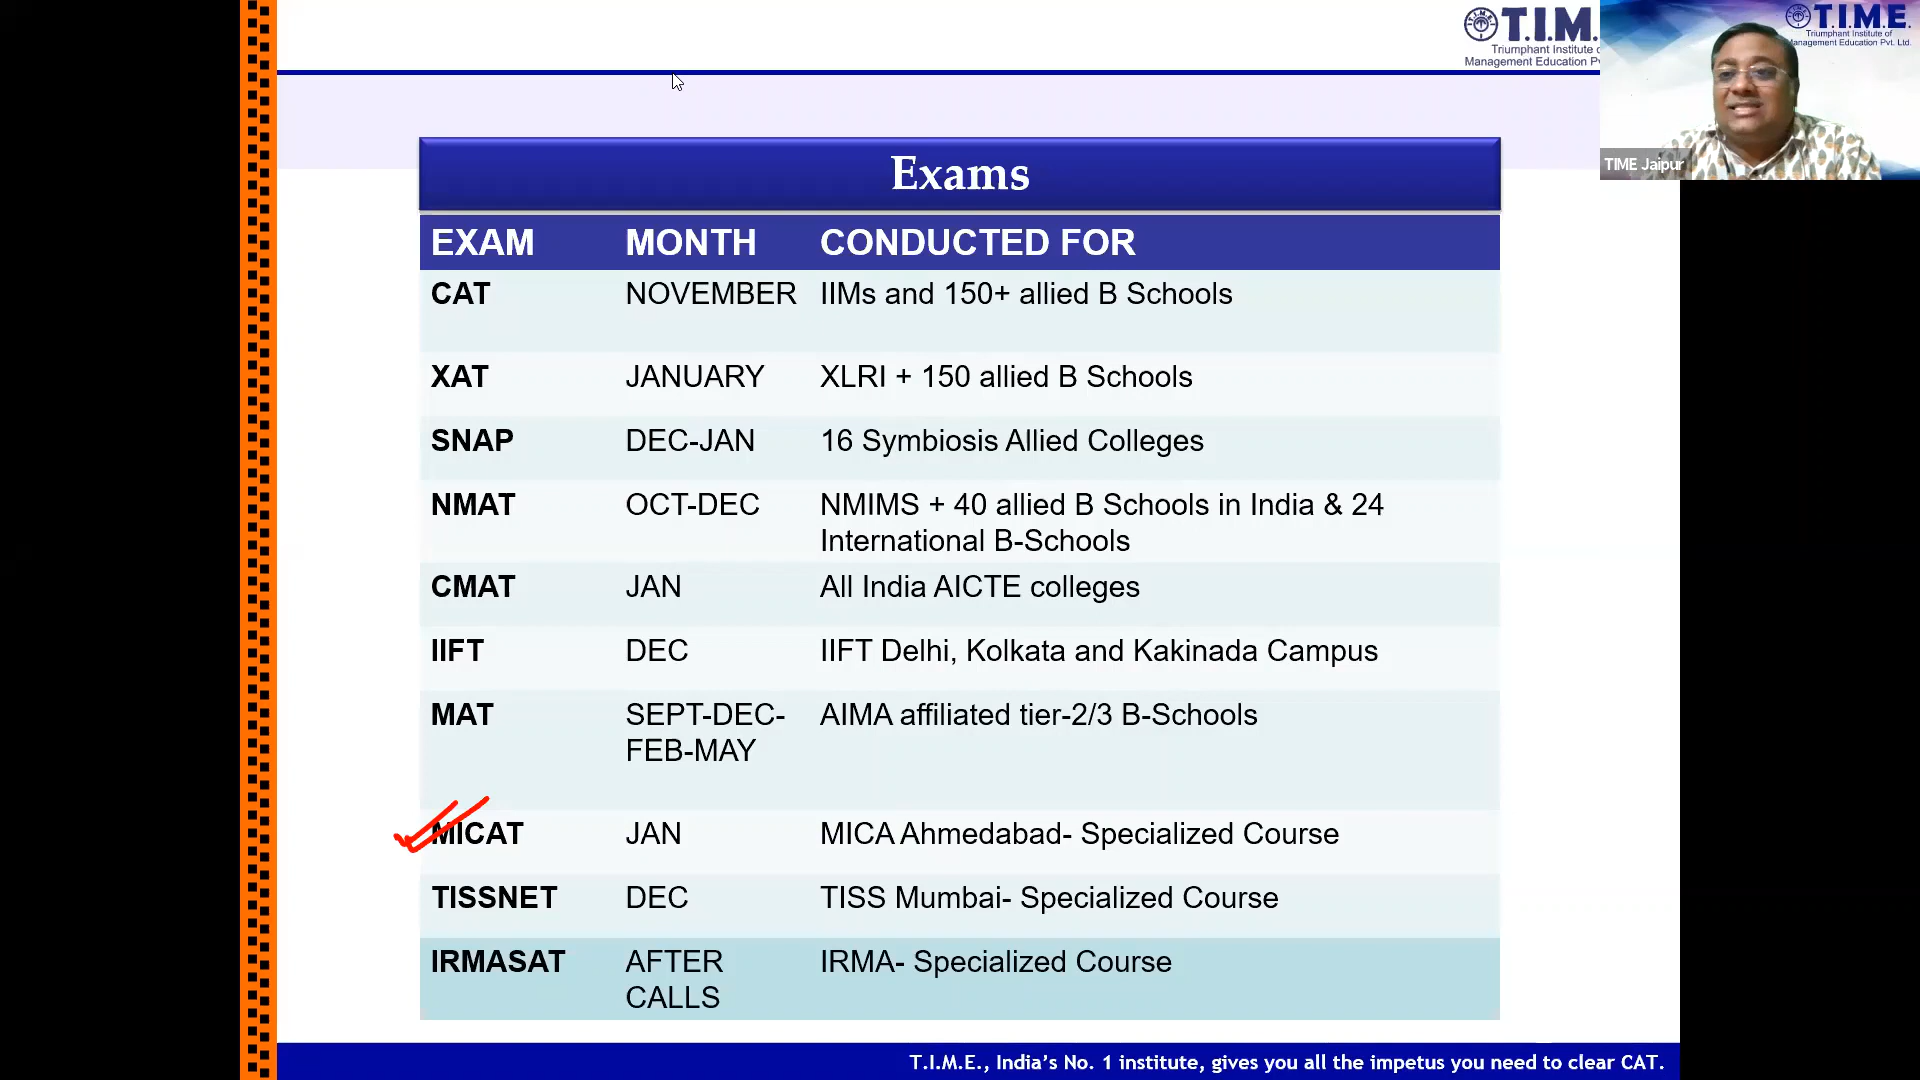 T.I.M.
Triumphant Institute o
Management Education Pv
T.I.M.E.
Triumphant Institute of
Management Education Pvt. Ltd.
TIME Jaipur
Exams
EXAM MONTH CONDUCTED FOR
CAT NOVEMBER IIMs and 150+ allied B Schools
XAT JANUARY XLRI + 150 allied B Schools
SNAP DEC-JAN 16 Symbiosis Allied Colleges
NMAT OCT-DEC NMIMS + 40 allied B Schools in India & 24
International B-Schools
CMAT JAN All India AICTE colleges
IIFT DEC IIFT Delhi, Kolkata and Kakinada Campus
MAT SEPT-DEC- AIMA affiliated tier-2/3 B-Schools
FEB-MAY
MICAT JAN MICA Ahmedabad- Specialized Course
TISSNET DEC TISS Mumbai- Specialized Course
IRMASAT AFTER IRMA- Specialized Course
CALLS
T.I.M.E., India's No. 1 institute, gives you all the impetus you need to clear CAT.